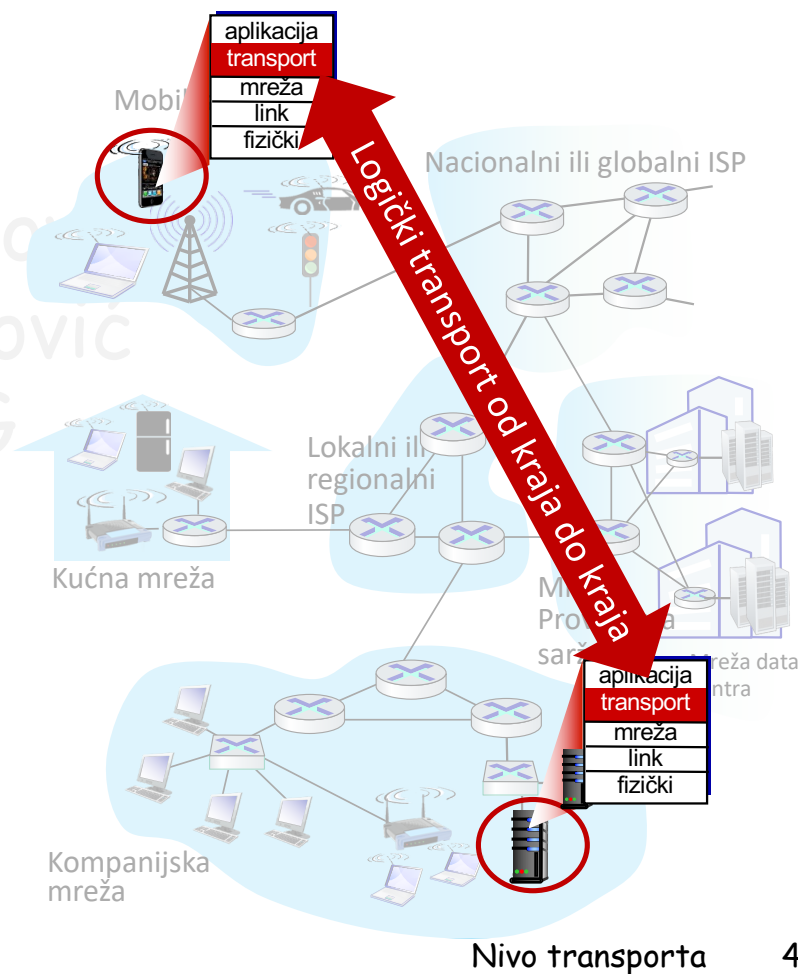 aplikacija
transport
mreža
link
fizički
Nacionalni ili globalni ISP
Logički transport od kraja do kraja
Lokalni ili
regionalni
ISP
Kućna mreža
aplikacija
transport
mreža
link
fizički
Kompanijska
mreža
Nivo transporta 4